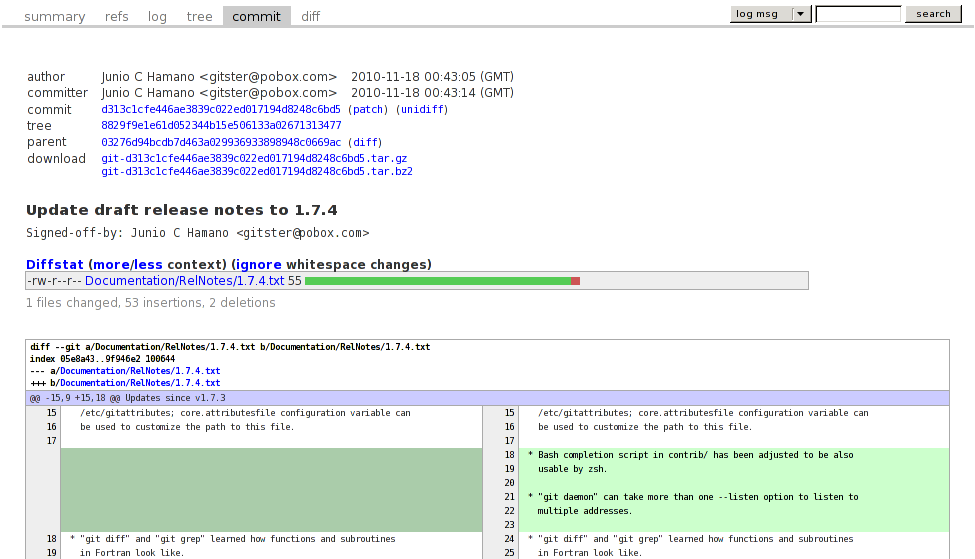 summary refs log tree commit diff log msg search
author Junio C Hamano <gitster@pobox.com> 2010-11-18 00:43:05 (GMT)
committer Junio C Hamano <gitster@pobox.com> 2010-11-18 00:43:14 (GMT)
commit d313c1cfe446ae3839c022ed017194d8248c6bd5 (patch) (unidiff)
tree 8829f9e1e61d052344b15e506133a02671313477
parent 03276d94bcdb7d463a029936933898948c0669ac (diff)
download git-d313c1cfe446ae3839c022ed017194d8248c6bd5.tar.gz
git-d313c1cfe446ae3839c022ed017194d8248c6bd5.tar.bz2
Update draft release notes to 1.7.4
Signed-off-by: Junio C Hamano <gitster@pobox.com>
Diffstat (more/less context) (ignore whitespace changes)
-rw-r--r-- Documentation/RelNotes/1.7.4.txt 55
1 files changed, 53 insertions, 2 deletions
diff --git a/Documentation/RelNotes/1.7.4.txt b/Documentation/RelNotes/1.7.4.txt
index 05e8a43..9f946e2 100644
--- a/Documentation/RelNotes/1.7.4.txt
+++ b/Documentation/RelNotes/1.7.4.txt
@@ -15,9 +15,18 @@ Updates since v1.7.3
15 /etc/gitattributes; core.attributesfile configuration variable can 15 /etc/gitattributes; core.attributesfile configuration variable can
16 be used to customize the path to this file. 16 be used to customize the path to this file.
17 17
18 * Bash completion script in contrib/ has been adjusted to be also
19 usable by zsh.
20
21 * "git daemon" can take more than one --listen option to listen to
22 multiple addresses.
23
18 * "git diff" and "git grep" learned how functions and subroutines 24 * "git diff" and "git grep" learned how functions and subroutines
19 in Fortran look like. 25 in Fortran look like.